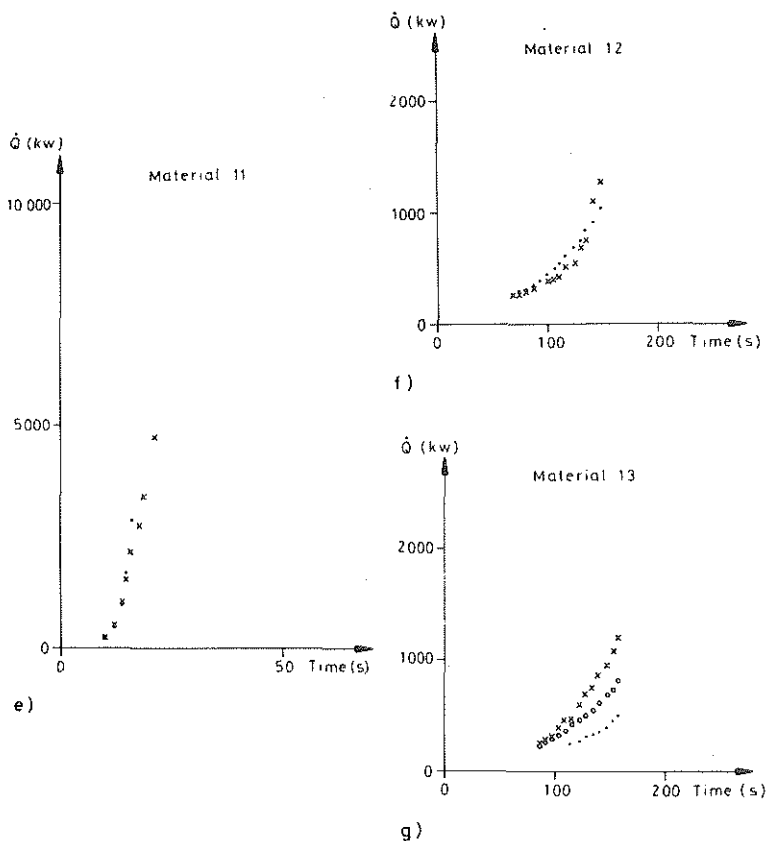 Q̇ (kw)
Material 11
10 000
5000
0
0
50
Time(s)
e)
Q̇ (kw)
Material 12
2000
1000
0
0
100
200
Time(s)
f)
Q̇ (kw)
Material 13
2000
1000
0
0
100
200
Time(s)
g)